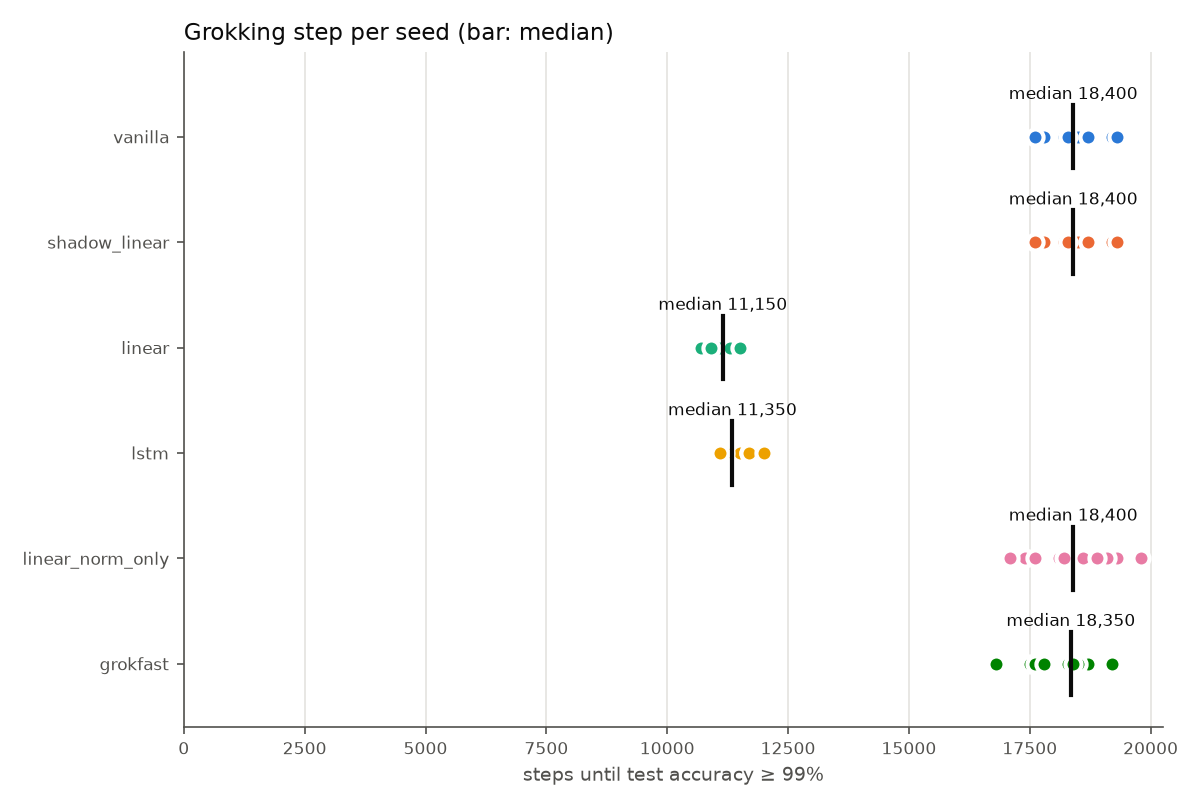 Grokking step per seed (bar: median)
median 18,400
vanilla
median 18,400
shadow_linear
median 11,150
linear
median 11,350
lstm
median 18,400
linear_norm_only
median 18,350
grokfast
0 2500 5000 7500 10000 12500 15000 17500 20000
steps until test accuracy ≥ 99%